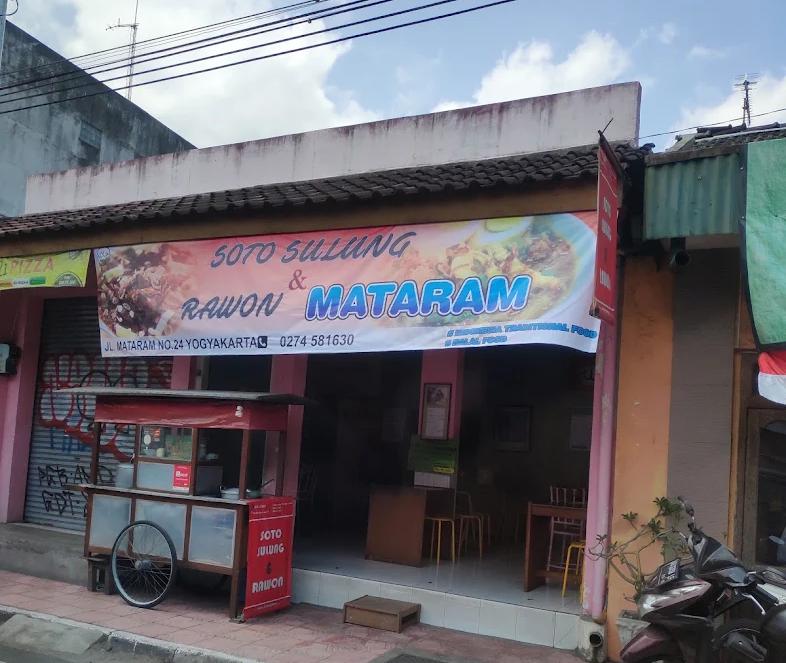 PIZZA
SOTO SULUNG
&
RAWON MATARAM
JL. MATARAM NO.24 YOGYAKARTA 0274 581630
# INDONESIA TRADITIONAL FOOD
# HALAL FOOD
SOTO
SULUNG
&
RAWON